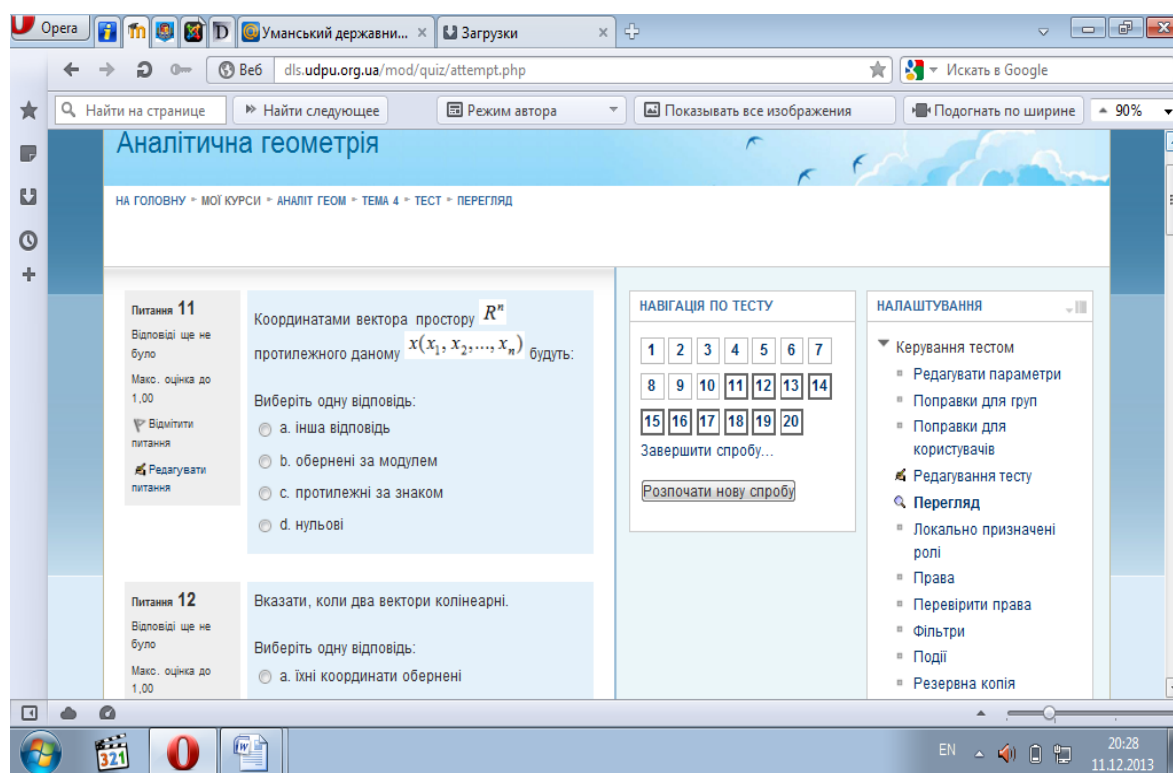 Opera
Уманський державни...
Загрузки
Веб dls.udpu.org.ua/mod/quiz/attempt.php
Искать в Google
Найти на странице
Найти следующее
Режим автора
Показывать все изображения
Подогнать по ширине
90%
Аналітична геометрія
НА ГОЛОВНУ ► МОЇ КУРСИ ► АНАЛІТ ГЕОМ ► ТЕМА 4 ► ТЕСТ ► ПЕРЕГЛЯД
Питання 11
Відповіді ще не
було
Макс. оцінка до
1,00
Відмітити
питання
Редагувати
питання
Координатами вектора простору Rⁿ
протилежного даному x(x₁, x₂,..., xₙ) будуть:
Виберіть одну відповідь:
a. інша відповідь
b. обернені за модулем
c. протилежні за знаком
d. нульові
Питання 12
Відповіді ще не
було
Макс. оцінка до
1,00
Вказати, коли два вектори колінеарні.
Виберіть одну відповідь:
a. їхні координати обернені
НАВІГАЦІЯ ПО ТЕСТУ
1 2 3 4 5 6 7
8 9 10 11 12 13 14
15 16 17 18 19 20
Завершити спробу...
Розпочати нову спробу
НАЛАШТУВАННЯ
Керування тестом
Редагувати параметри
Поправки для груп
Поправки для
користувачів
Редагування тесту
Перегляд
Локально призначені
ролі
Права
Перевірити права
Фільтри
Події
Резервна копія
321
EN
20:28
11.12.2013